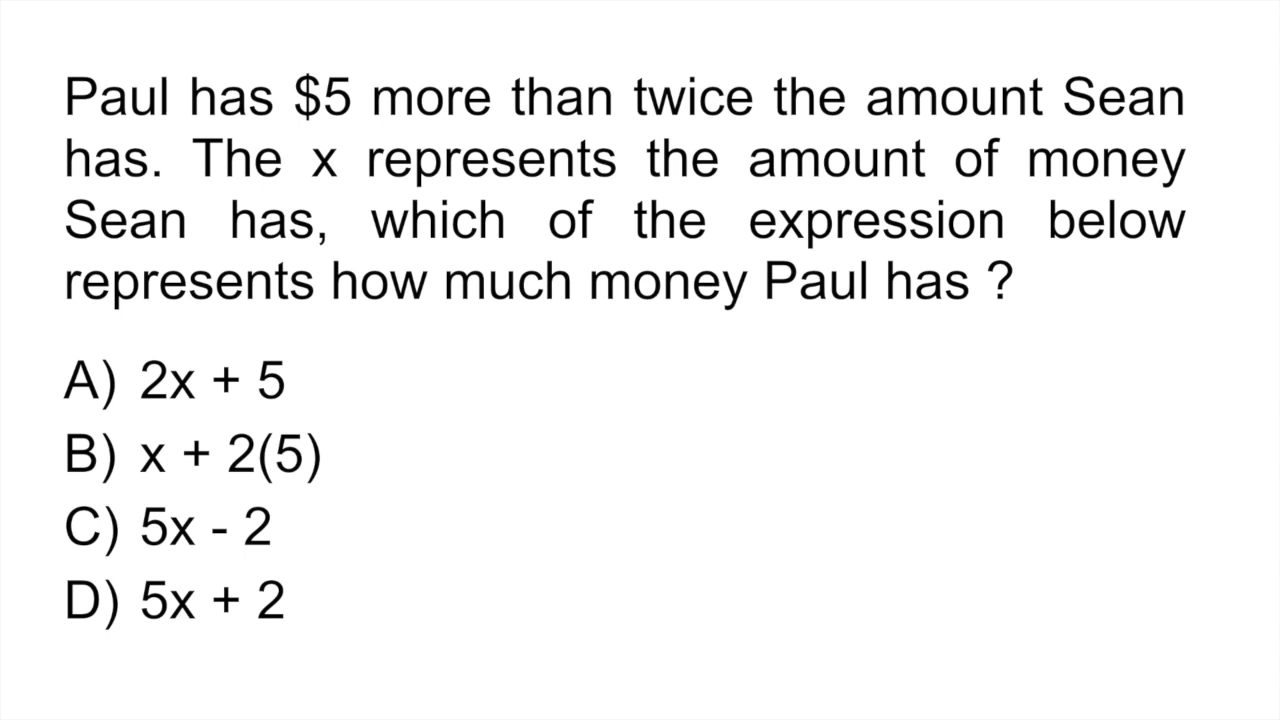 Paul has $5 more than twice the amount Sean
has. The x represents the amount of money
Sean has, which of the expression below
represents how much money Paul has ?
A) 2x + 5
B) x + 2(5)
C) 5x - 2
D) 5x + 2